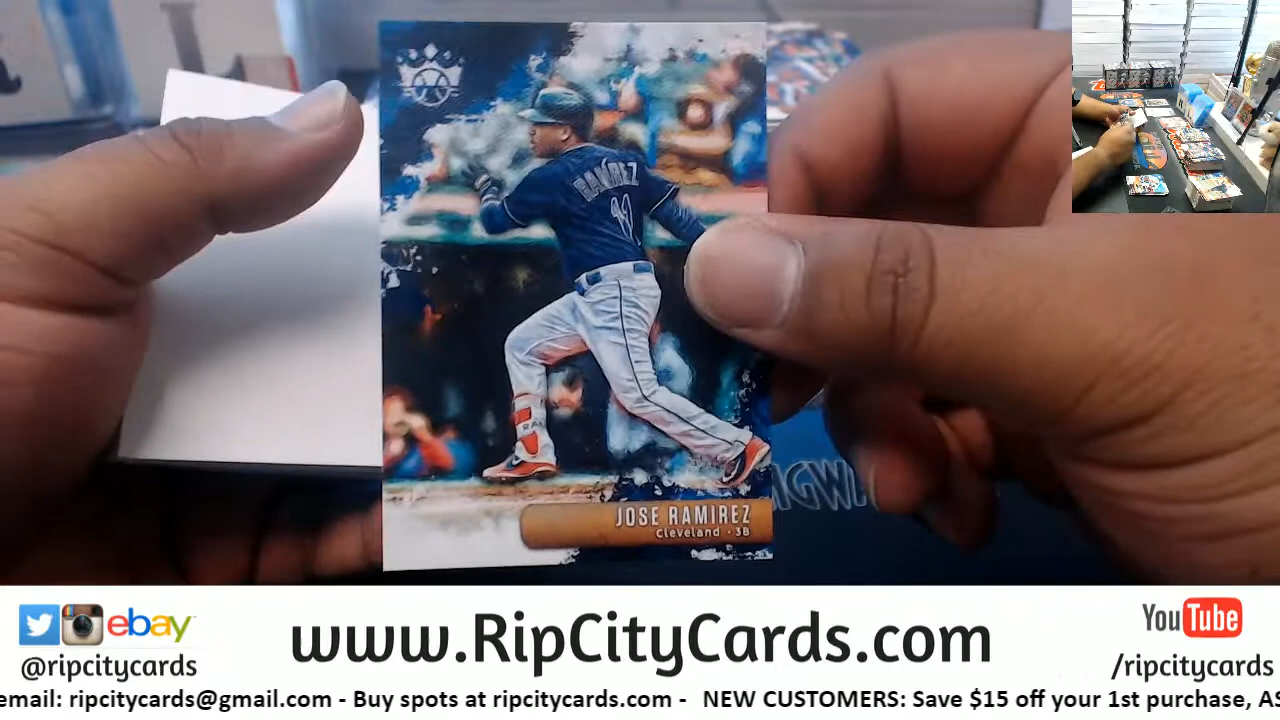 RAMIREZ
11
JOSE RAMIREZ
Cleveland · 3B
ebay
@ripcitycards
www.RipCityCards.com
YouTube
/ripcitycards
email: ripcitycards@gmail.com - Buy spots at ripcitycards.com - NEW CUSTOMERS: Save $15 off your 1st purchase, AS